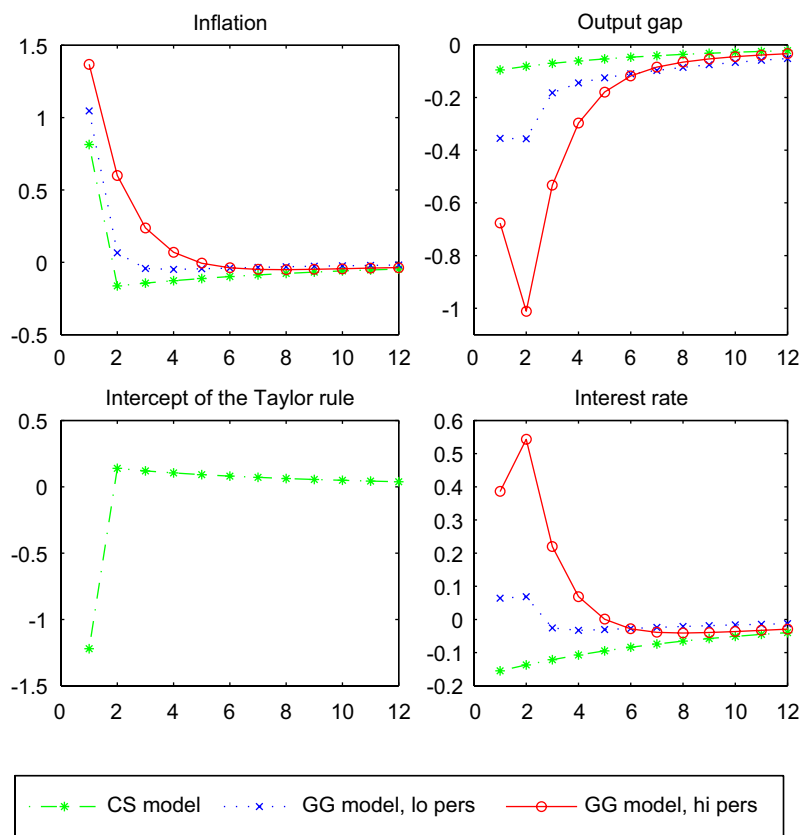 Inflation
1.5
1
0.5
0
-0.5
0 2 4 6 8 10 12
Output gap
0
-0.2
-0.4
-0.6
-0.8
-1
0 2 4 6 8 10 12
Intercept of the Taylor rule
0.5
0
-0.5
-1
-1.5
0 2 4 6 8 10 12
Interest rate
0.6
0.5
0.4
0.3
0.2
0.1
0
-0.1
-0.2
0 2 4 6 8 10 12
CS model GG model, lo pers GG model, hi pers